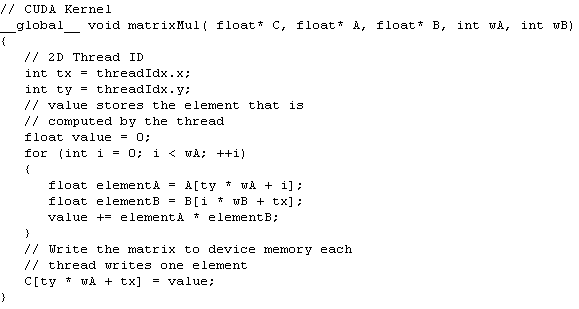 // CUDA Kernel
__global__ void matrixMul( float* C, float* A, float* B, int wA, int wB)
{
   // 2D Thread ID
   int tx = threadIdx.x;
   int ty = threadIdx.y;
   // value stores the element that is
   // computed by the thread
   float value = 0;
   for (int i = 0; i < wA; ++i)
   {
      float elementA = A[ty * wA + i];
      float elementB = B[i * wB + tx];
      value += elementA * elementB;
   }
   // Write the matrix to device memory each
   // thread writes one element
   C[ty * wA + tx] = value;
}